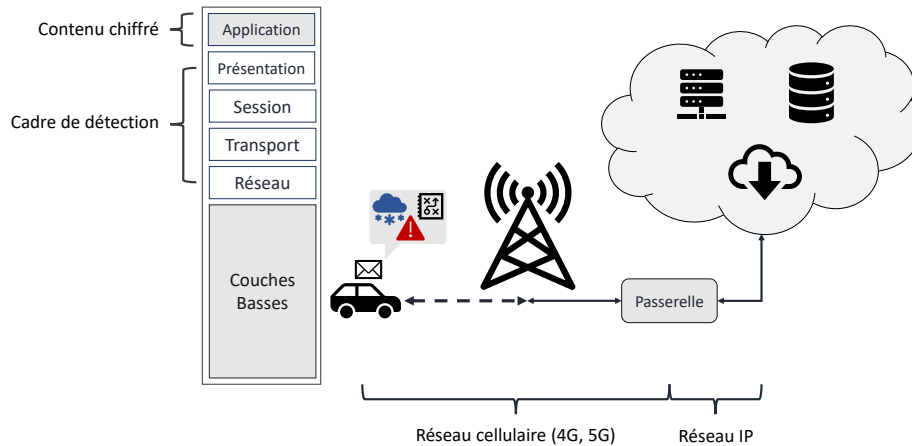 Contenu chiffré
Application
Présentation
Cadre de détection
Session
Transport
Réseau
Couches
Basses
Passerelle
Réseau cellulaire (4G, 5G)
Réseau IP